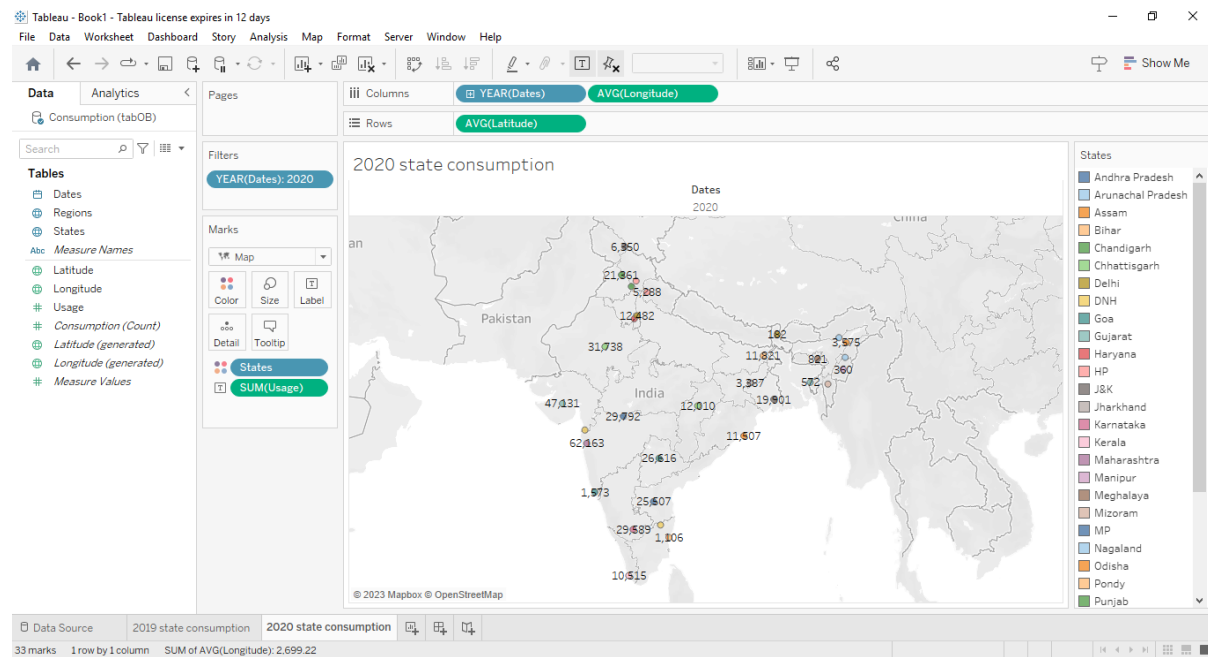 Tableau - Book1 - Tableau license expires in 12 days
File Data Worksheet Dashboard Story Analysis Map Format Server Window Help
Show Me
Data Analytics
Consumption (tabOB)
Search
Tables
Dates
Regions
States
Abc Measure Names
Latitude
Longitude
# Usage
# Consumption (Count)
Latitude (generated)
Longitude (generated)
# Measure Values
Pages
Filters
YEAR(Dates): 2020
Marks
Map
Color Size Label
Detail Tooltip
States
T SUM(Usage)
Columns YEAR(Dates) AVG(Longitude)
Rows AVG(Latitude)
2020 state consumption
Dates
2020
China
an
6,350
21,361
5,288
Pakistan
12,482
182
3,575
31,738
11,821
821
360
3,387
572
India
47,131
12,010
19,901
29,792
11,507
62,163
26,616
1,573
25,507
29,589
1,106
10,515
© 2023 Mapbox © OpenStreetMap
States
Andhra Pradesh
Arunachal Pradesh
Assam
Bihar
Chandigarh
Chhattisgarh
Delhi
DNH
Goa
Gujarat
Haryana
HP
J&K
Jharkhand
Karnataka
Kerala
Maharashtra
Manipur
Meghalaya
Mizoram
MP
Nagaland
Odisha
Pondy
Punjab
Data Source 2019 state consumption 2020 state consumption
33 marks 1 row by 1 column SUM of AVG(Longitude): 2,699.22